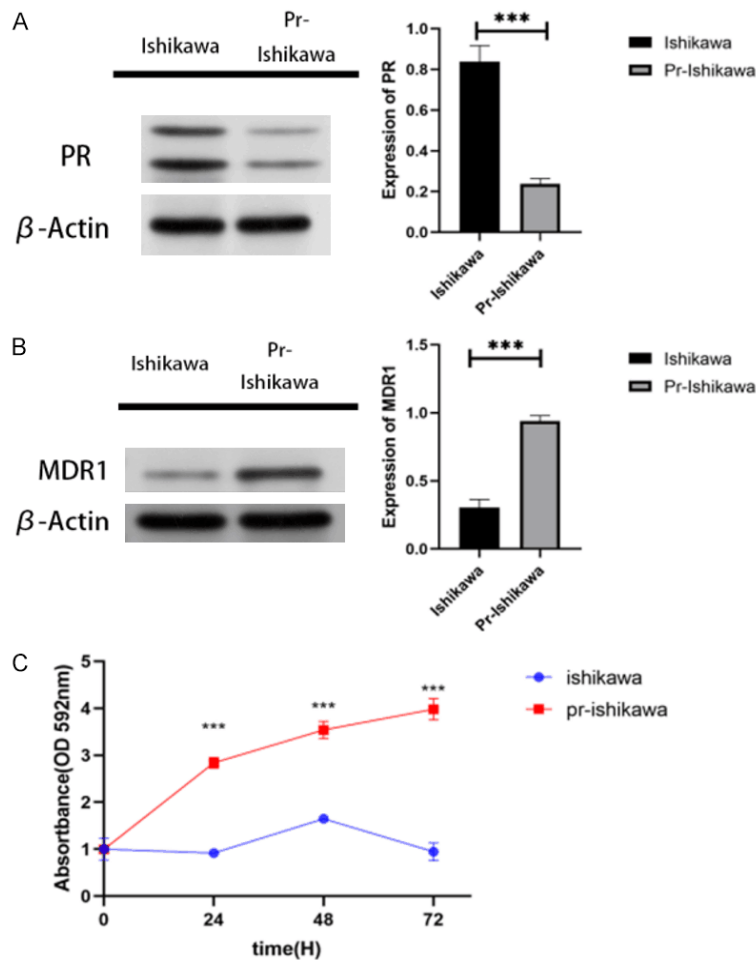 A
Ishikawa
Pr-
Ishikawa
PR
β-Actin
Expression of PR
1.0
0.8
0.6
0.4
0.2
0.0
***
Ishikawa
Pr-Ishikawa
Ishikawa
Pr-Ishikawa
B
Ishikawa
Pr-
Ishikawa
MDR1
β-Actin
Expression of MDR1
1.5
1.0
0.5
0.0
***
Ishikawa
Pr-Ishikawa
Ishikawa
Pr-Ishikawa
C
Absortbance(OD 592nm)
5
4
3
2
1
0
***
***
***
0
24
48
72
time(H)
ishikawa
pr-ishikawa